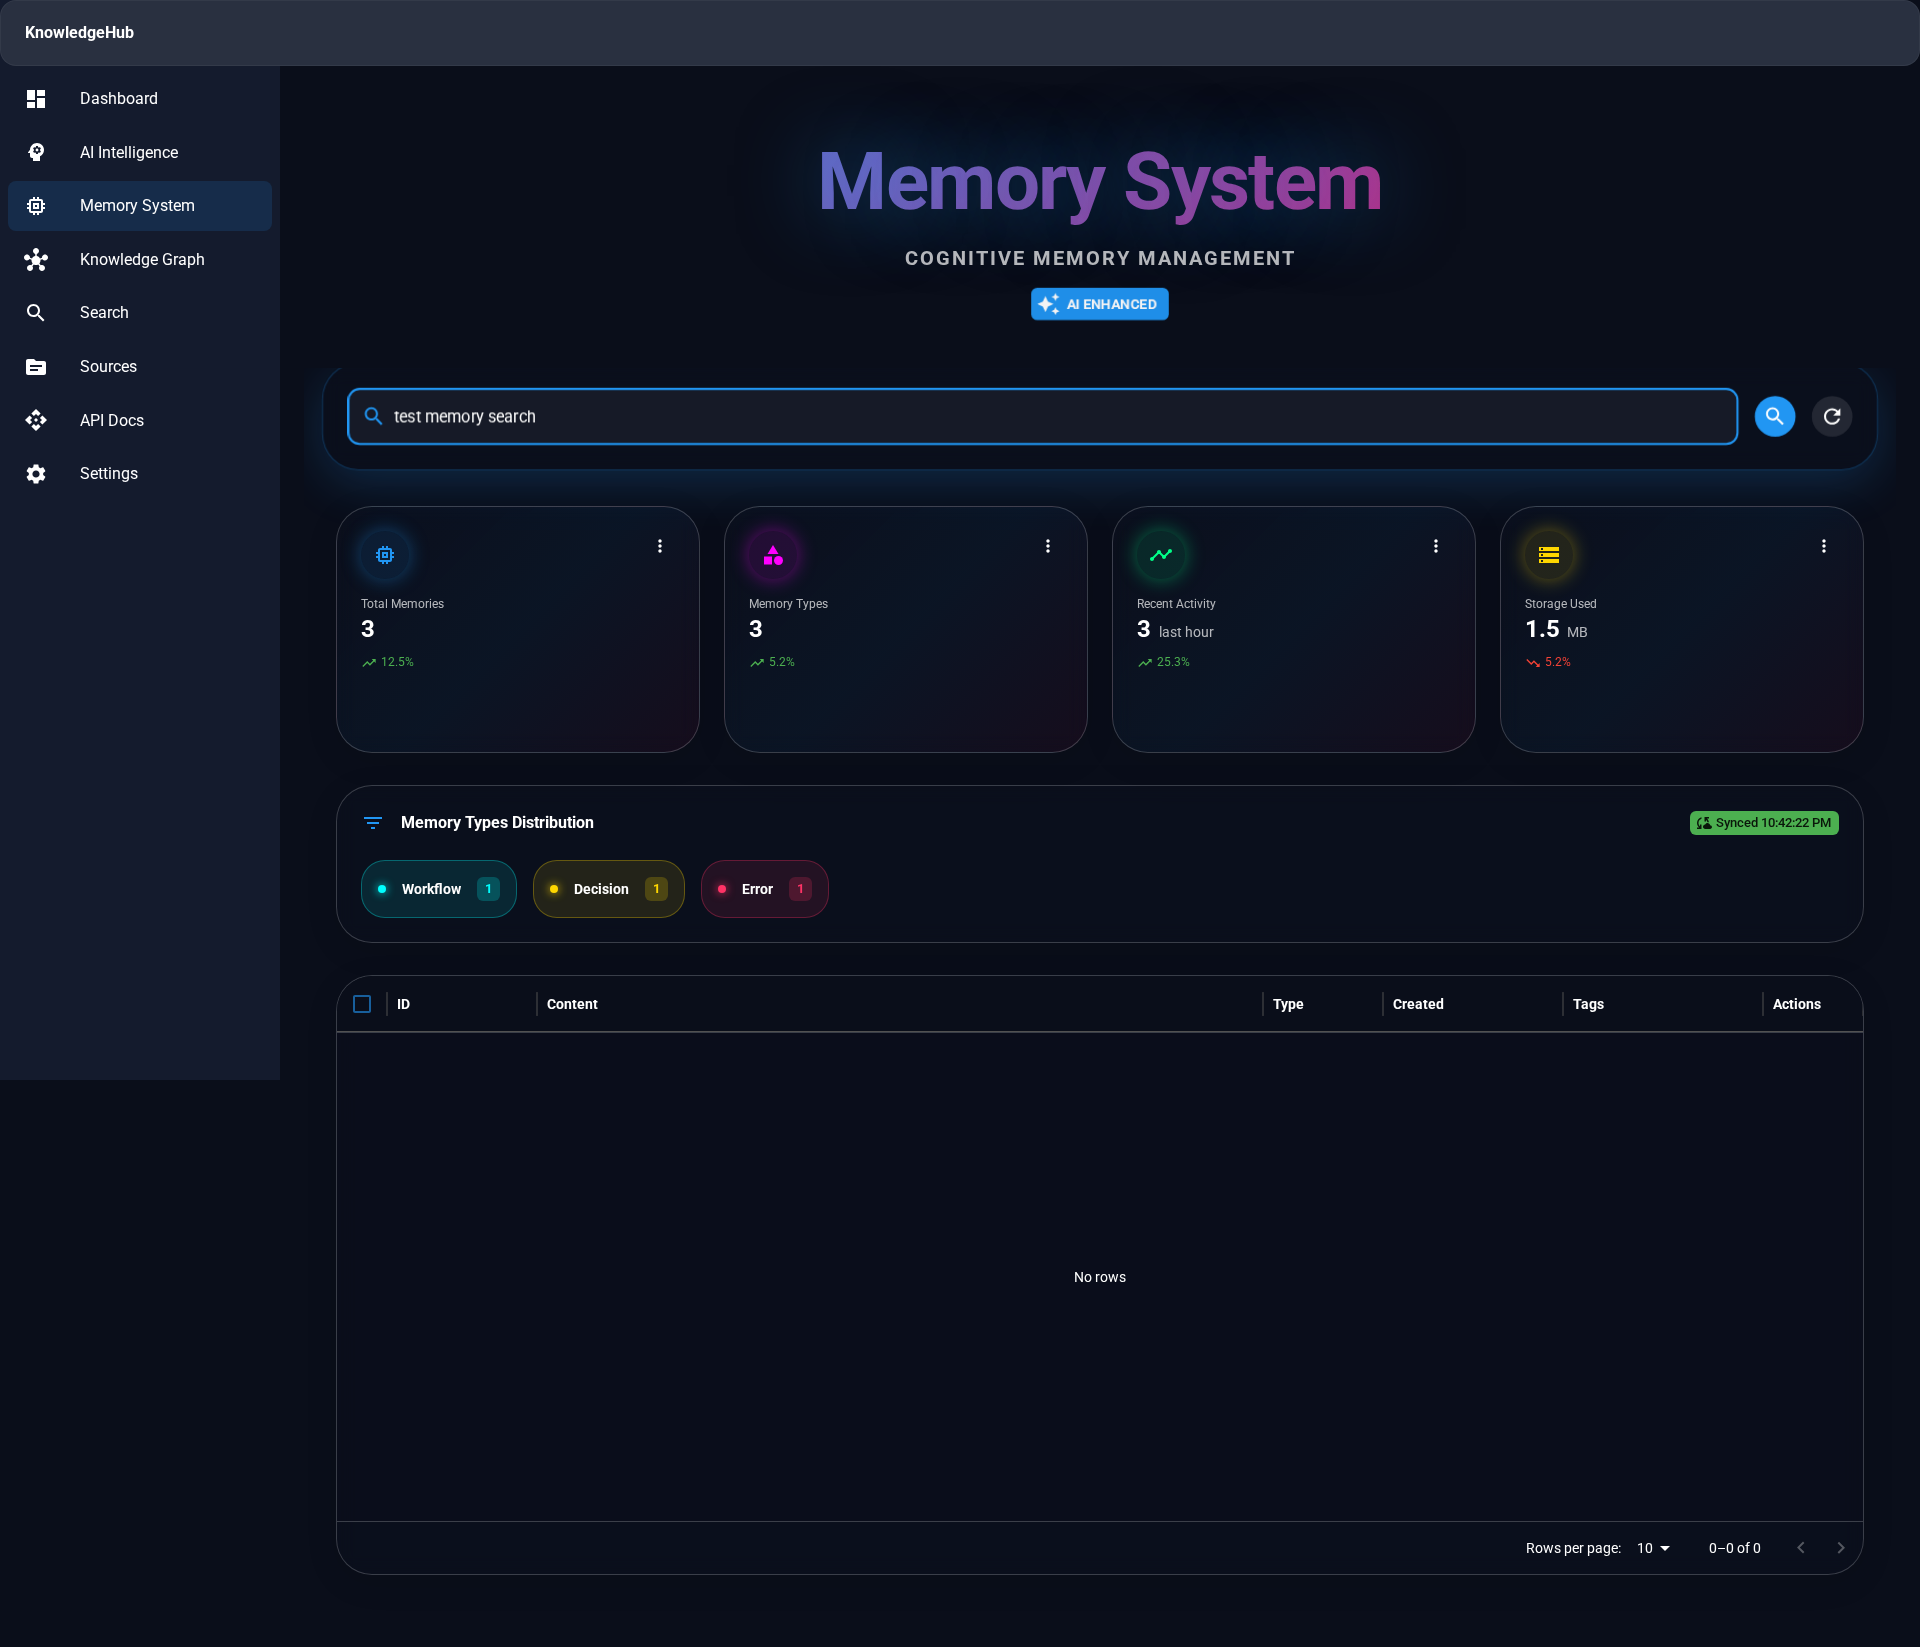 KnowledgeHub
Dashboard
AI Intelligence
Memory System
Knowledge Graph
Search
Sources
API Docs
Settings
Memory System
COGNITIVE MEMORY MANAGEMENT
AI ENHANCED
test memory search
Total Memories
3
12.5%
Memory Types
3
5.2%
Recent Activity
3 last hour
25.3%
Storage Used
1.5 MB
5.2%
Memory Types Distribution
Synced 10:42:22 PM
Workflow 1
Decision 1
Error 1
ID Content Type Created Tags Actions
No rows
Rows per page: 10 0–0 of 0